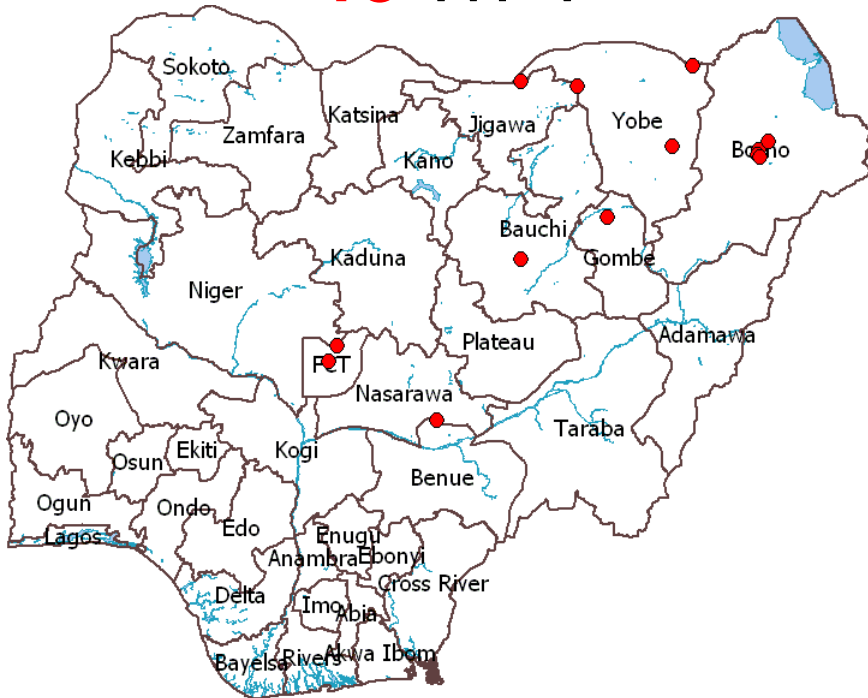 Sokoto
Katsina
Zamfara
Jigawa
Yobe
Kebbi
Kano
Borno
Bauchi
Kaduna
Gombe
Niger
Adamawa
Plateau
Kwara
FCT
Nasarawa
Oyo
Taraba
Osun
Ekiti
Kogi
Benue
Ogun
Ondo
Edo
Lagos
Enugu
Anambra
Ebonyi
Cross River
Delta
Imo
Abia
Bayelsa
Rivers
Akwa Ibom